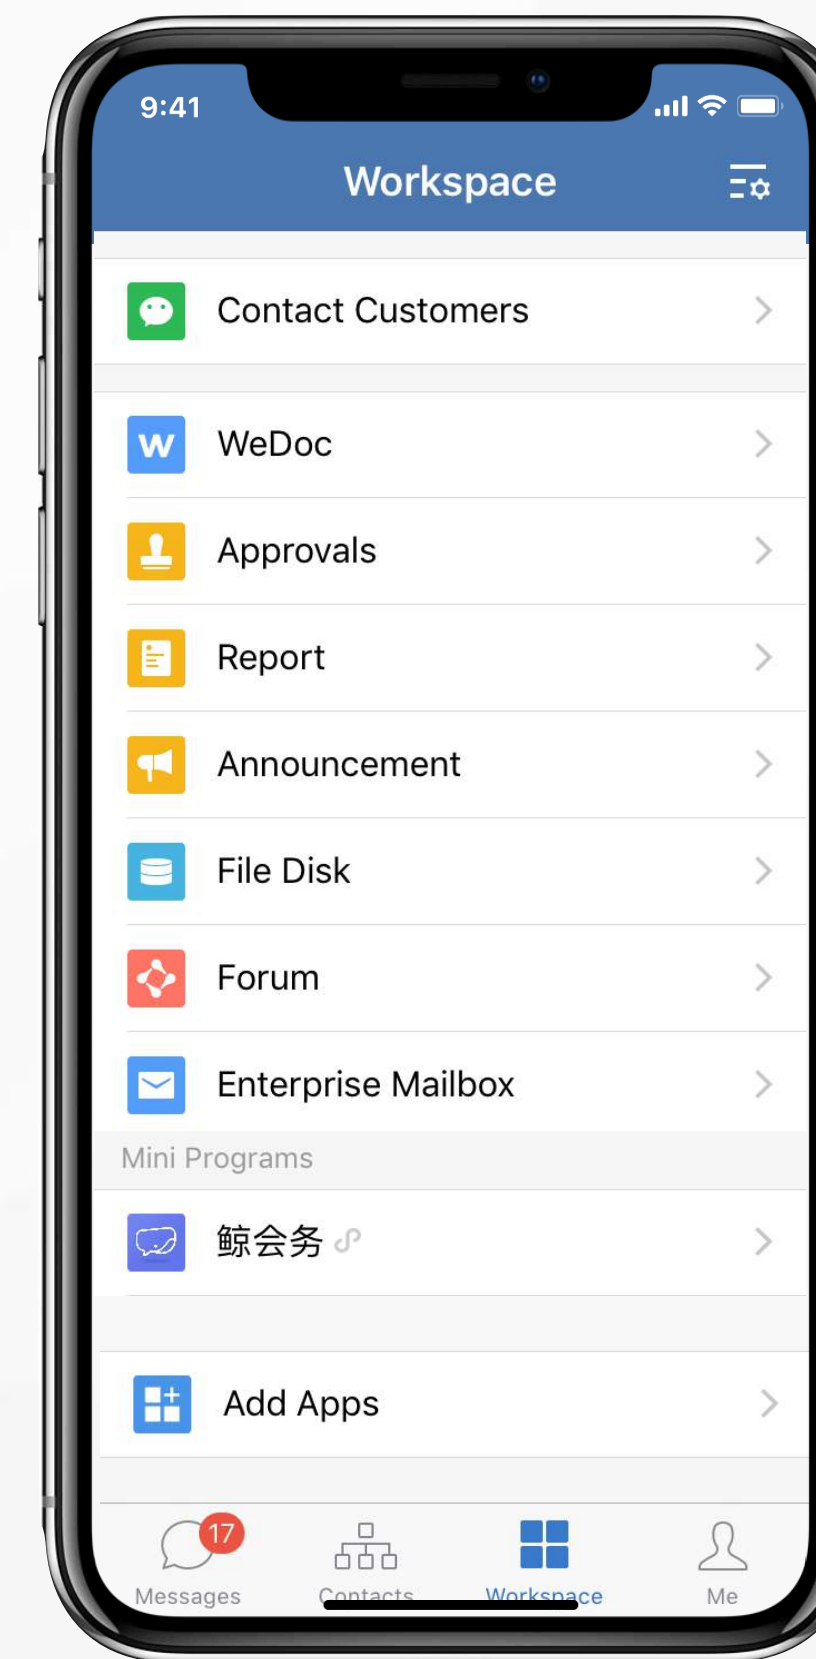 9:41
Workspace
Contact Customers
W WeDoc
Approvals
Report
Announcement
File Disk
Forum
Enterprise Mailbox
Mini Programs
鲸会务
Add Apps
17
Messages Contacts Workspace Me